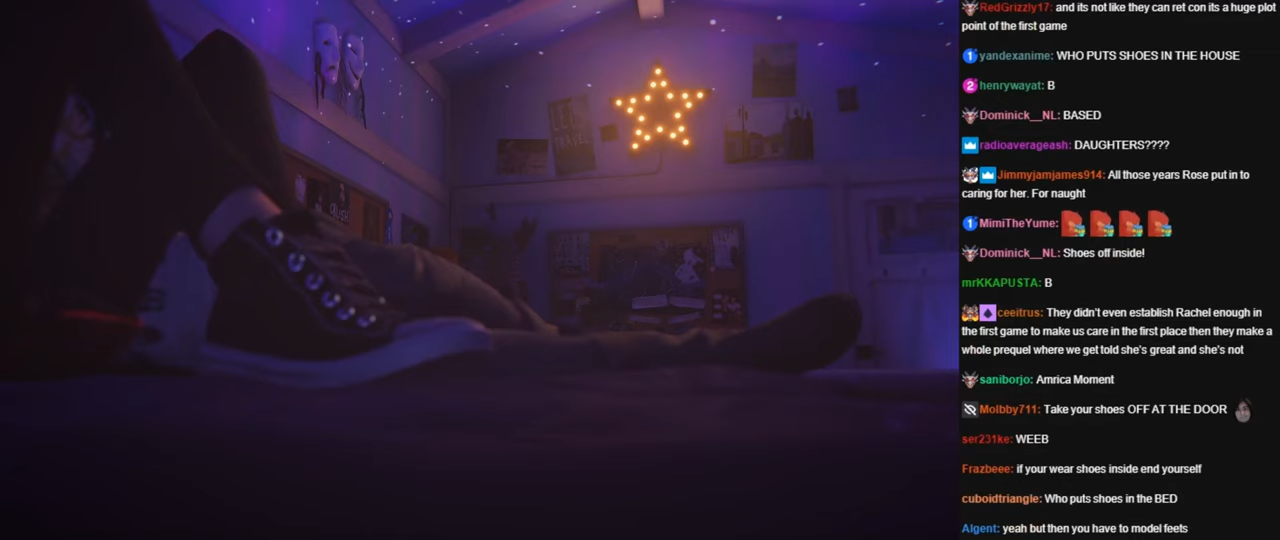 LET'S
TRAVEL
CRUSH
RedGrizzly17: and its not like they can ret con its a huge plot
point of the first game
1 yandexanime: WHO PUTS SHOES IN THE HOUSE
2 henrywayat: B
Dominick__NL: BASED
radioaverageash: DAUGHTERS????
Jimmyjamjames914: All those years Rose put in to
caring for her. For naught
1 MimiTheYume:
Dominick__NL: Shoes off inside!
mrKKAPUSTA: B
ceeitrus: They didn't even establish Rachel enough in
the first game to make us care in the first place then they make a
whole prequel where we get told she's great and she's not
saniborjo: Amrica Moment
Molbby711: Take your shoes OFF AT THE DOOR
ser231ke: WEEB
Frazbeee: if your wear shoes inside end yourself
cuboidtriangle: Who puts shoes in the BED
Algent: yeah but then you have to model feets